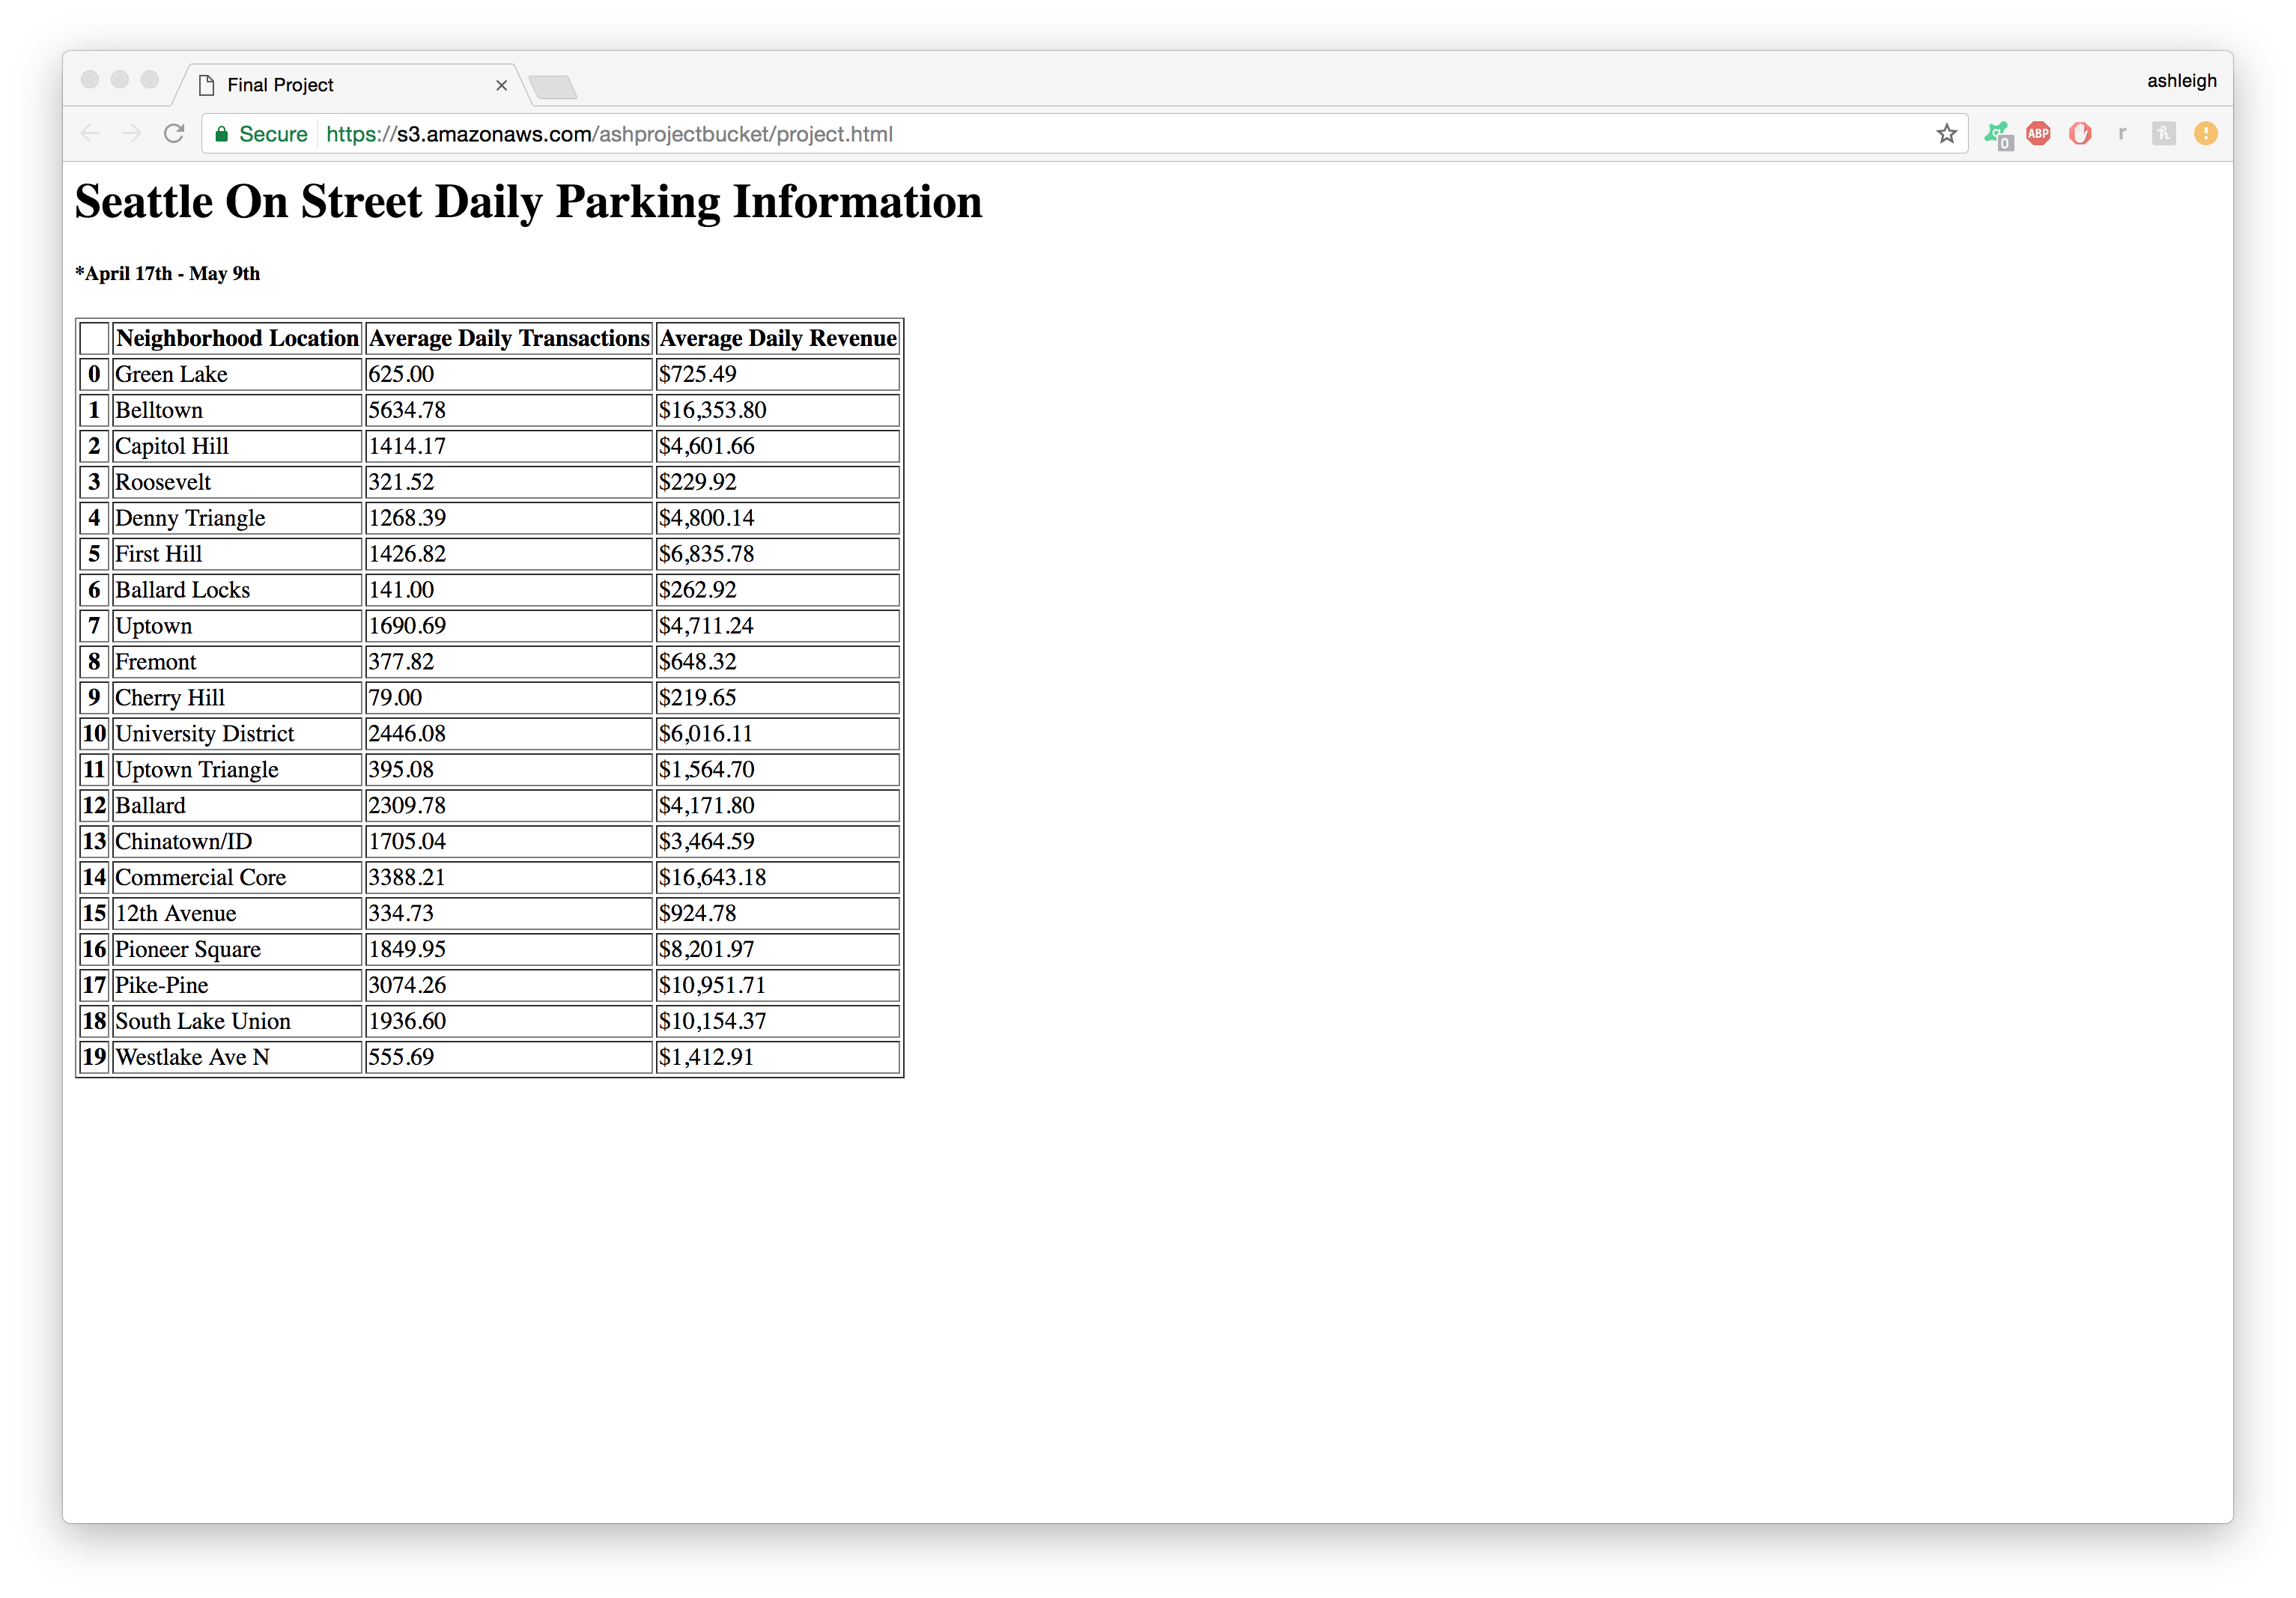 Final Project
ashleigh
Secure https://s3.amazonaws.com/ashprojectbucket/project.html
0 ABP r h !
Seattle On Street Daily Parking Information
*April 17th - May 9th
Neighborhood Location Average Daily Transactions Average Daily Revenue
0 Green Lake 625.00 $725.49
1 Belltown 5634.78 $16,353.80
2 Capitol Hill 1414.17 $4,601.66
3 Roosevelt 321.52 $229.92
4 Denny Triangle 1268.39 $4,800.14
5 First Hill 1426.82 $6,835.78
6 Ballard Locks 141.00 $262.92
7 Uptown 1690.69 $4,711.24
8 Fremont 377.82 $648.32
9 Cherry Hill 79.00 $219.65
10 University District 2446.08 $6,016.11
11 Uptown Triangle 395.08 $1,564.70
12 Ballard 2309.78 $4,171.80
13 Chinatown/ID 1705.04 $3,464.59
14 Commercial Core 3388.21 $16,643.18
15 12th Avenue 334.73 $924.78
16 Pioneer Square 1849.95 $8,201.97
17 Pike-Pine 3074.26 $10,951.71
18 South Lake Union 1936.60 $10,154.37
19 Westlake Ave N 555.69 $1,412.91